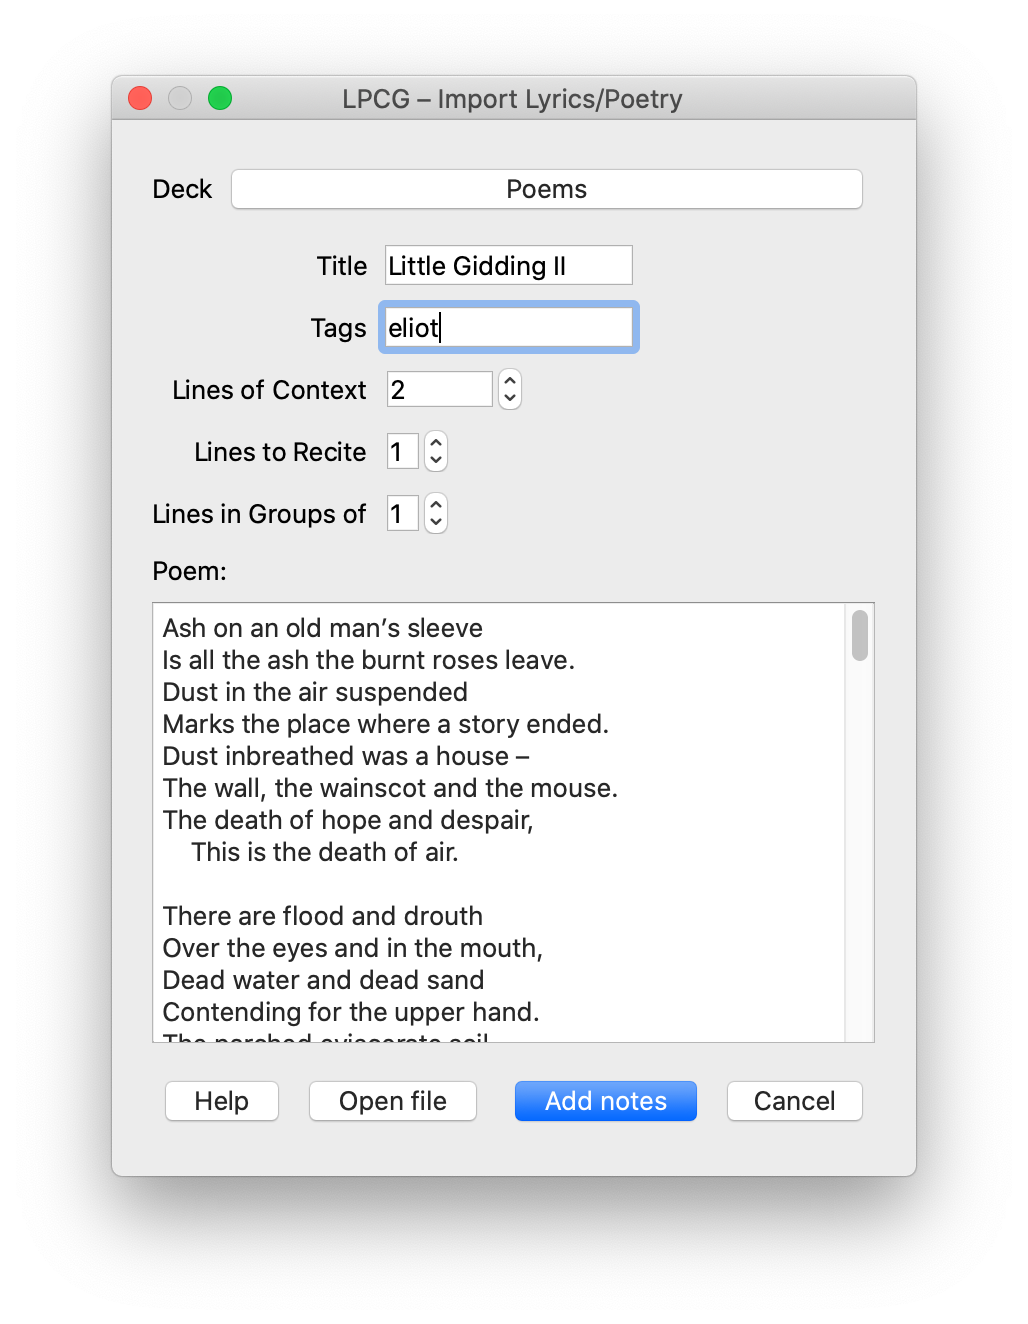 LPCG – Import Lyrics/Poetry
Deck Poems
Title Little Gidding II
Tags eliot
Lines of Context 2
Lines to Recite 1
Lines in Groups of 1
Poem:
Ash on an old man’s sleeve
Is all the ash the burnt roses leave.
Dust in the air suspended
Marks the place where a story ended.
Dust inbreathed was a house –
The wall, the wainscot and the mouse.
The death of hope and despair,
This is the death of air.
There are flood and drouth
Over the eyes and in the mouth,
Dead water and dead sand
Contending for the upper hand.
The parched eviscerate soil
Help Open file Add notes Cancel